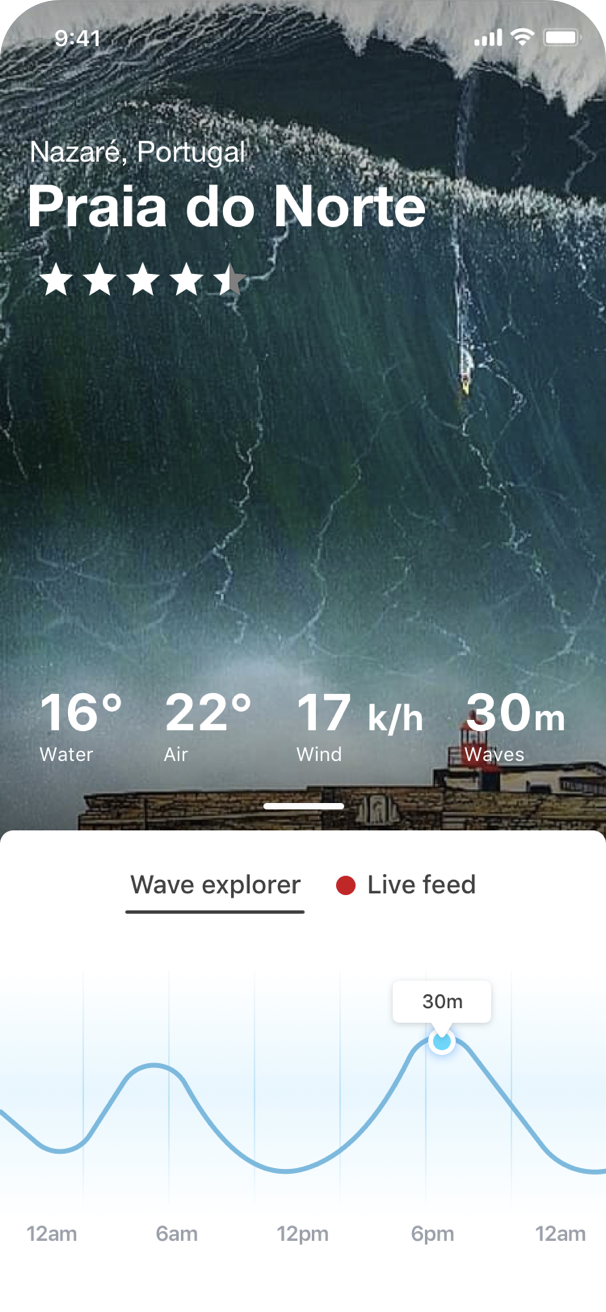 9:41
Nazaré, Portugal
Praia do Norte
16° 22° 17 k/h 30m
Water Air Wind Waves
Wave explorer Live feed
30m
12am 6am 12pm 6pm 12am